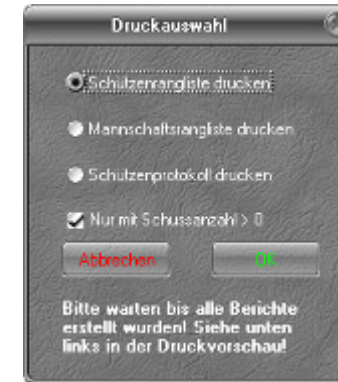 Druckauswahl
Schützenrangliste drucken
Mannschaftsrangliste drucken
Schützenprotokoll drucken
Nur mit Schussanzahl > 0
Abbrechen OK
Bitte warten bis alle Berichte
erstellt wurden! Siehe unten
links in der Druckvorschau!